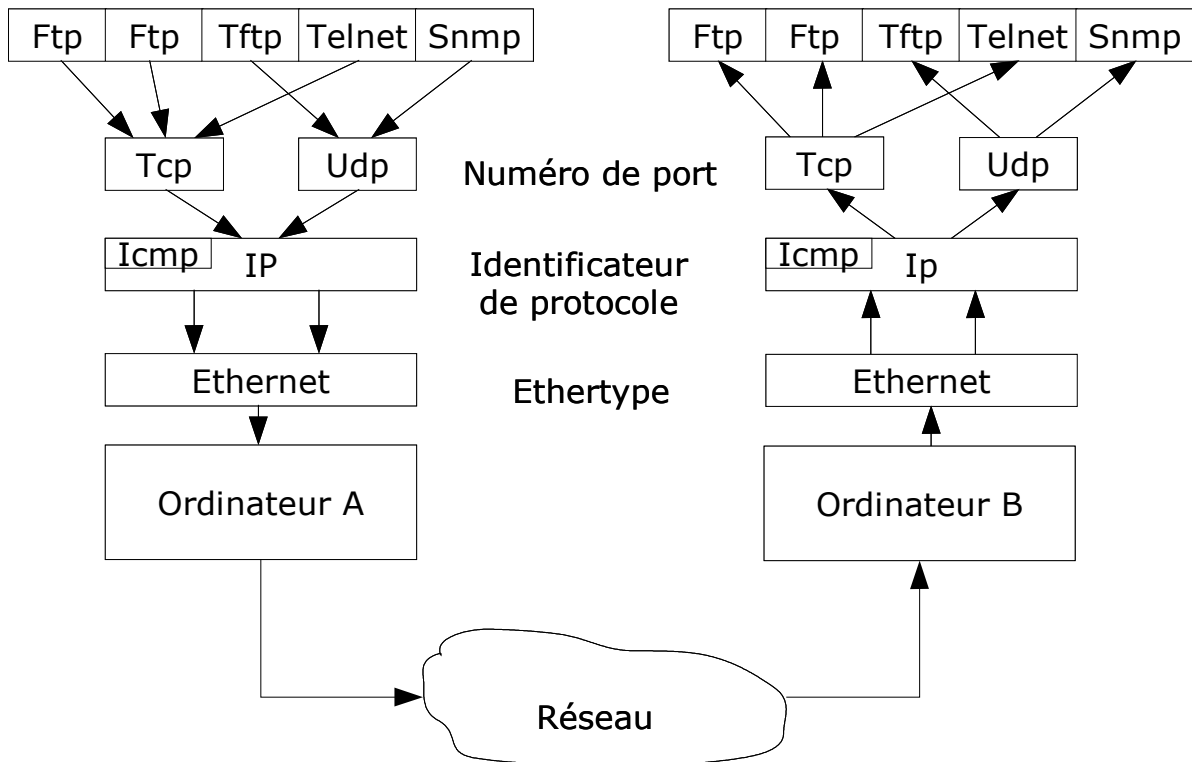 Ftp Ftp Tftp Telnet Snmp
Ftp Ftp Tftp Telnet Snmp
Tcp Udp
Numéro de port
Tcp Udp
Icmp IP
Identificateur
de protocole
Icmp Ip
Ethernet
Ethertype
Ethernet
Ordinateur A
Ordinateur B
Réseau